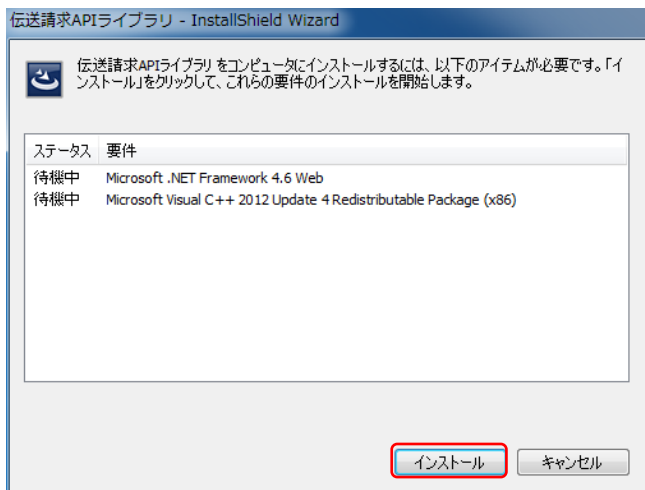 伝送請求APIライブラリ - InstallShield Wizard
伝送請求APIライブラリ をコンピュータにインストールするには、以下のアイテムが必要です。「イ
ンストール」をクリックして、これらの要件のインストールを開始します。
ステータス 要件
待機中 Microsoft .NET Framework 4.6 Web
待機中 Microsoft Visual C++ 2012 Update 4 Redistributable Package (x86)
インストール キャンセル